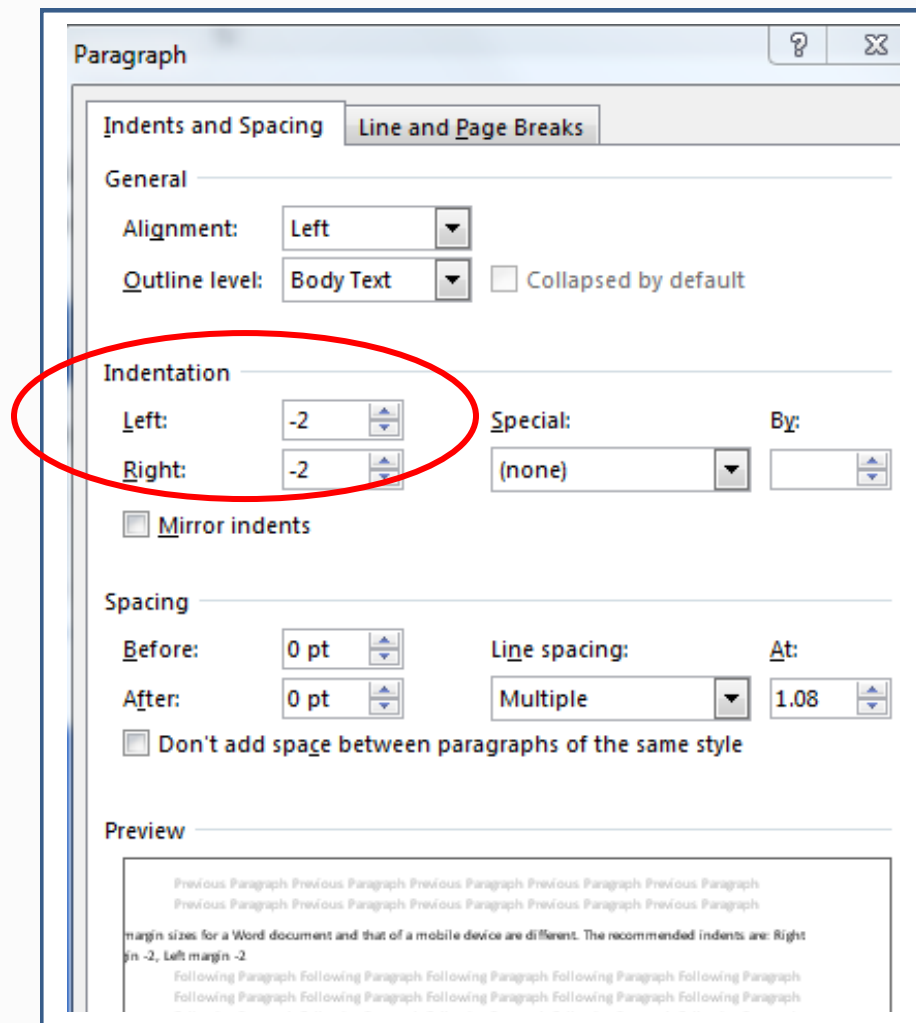 Paragraph
Indents and Spacing Line and Page Breaks
General
Alignment: Left
Outline level: Body Text Collapsed by default
Indentation
Left: -2 Special: By:
Right: -2 (none)
Mirror indents
Spacing
Before: 0 pt Line spacing: At:
After: 0 pt Multiple 1.08
Don't add space between paragraphs of the same style
Preview
Previous Paragraph Previous Paragraph Previous Paragraph Previous Paragraph Previous Paragraph
Previous Paragraph Previous Paragraph Previous Paragraph Previous Paragraph Previous Paragraph
margin sizes for a Word document and that of a mobile device are different. The recommended indents are: Right
gin -2, Left margin -2
Following Paragraph Following Paragraph Following Paragraph Following Paragraph Following Paragraph
Following Paragraph Following Paragraph Following Paragraph Following Paragraph Following Paragraph